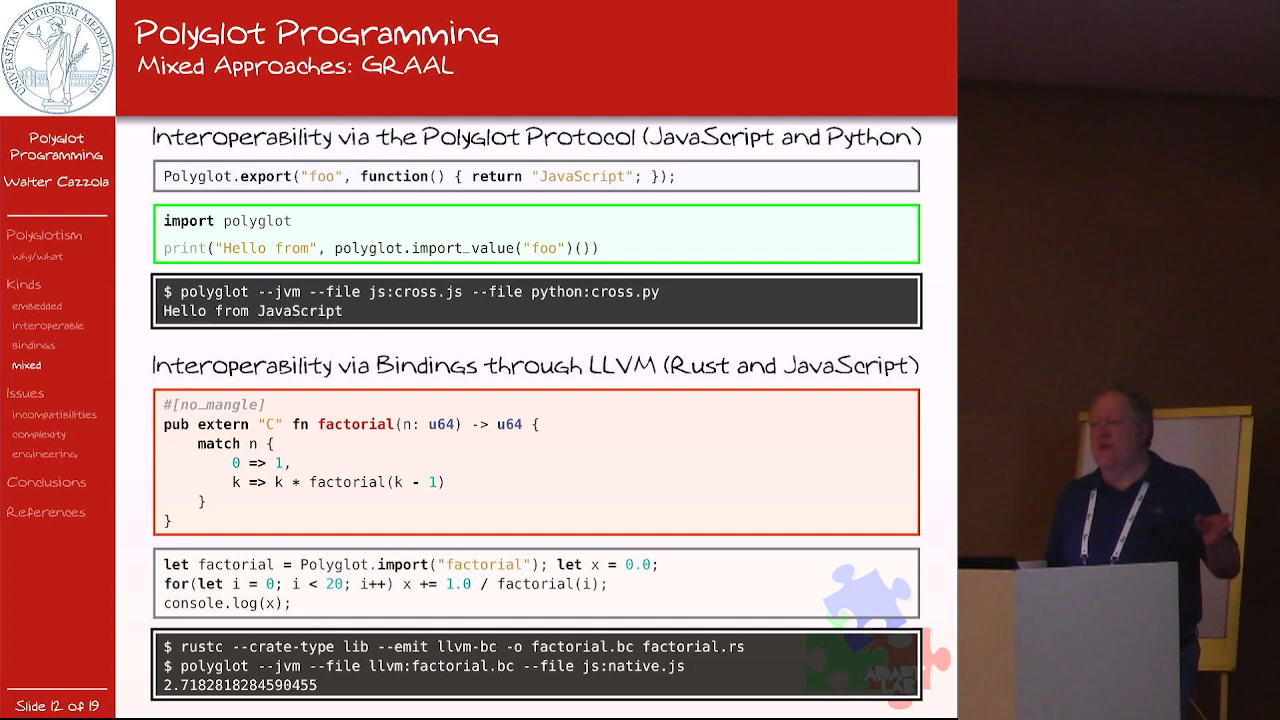 UNIVERSITAS STUDIORUM MEDIOLANENSIS
Polyglot Programming
Mixed Approaches: GRAAL
Polyglot
Programming
Walter Cazzola
Polyglotism
why/what
Kinds
embedded
interoperable
bindings
mixed
Issues
incompatibilities
complexity
engineering
Conclusions
References
Slide 12 of 19
Interoperability via the Polyglot Protocol (JavaScript and Python)
Polyglot.export("foo", function() { return "JavaScript"; });
import polyglot
print("Hello from", polyglot.import_value("foo")())
$ polyglot --jvm --file js:cross.js --file python:cross.py
Hello from JavaScript
Interoperability via Bindings through LLVM (Rust and JavaScript)
#[no_mangle]
pub extern "C" fn factorial(n: u64) -> u64 {
match n {
0 => 1,
k => k * factorial(k - 1)
}
}
let factorial = Polyglot.import("factorial"); let x = 0.0;
for(let i = 0; i < 20; i++) x += 1.0 / factorial(i);
console.log(x);
$ rustc --crate-type lib --emit llvm-bc -o factorial.bc factorial.rs
$ polyglot --jvm --file llvm:factorial.bc --file js:native.js
2.7182818284590455